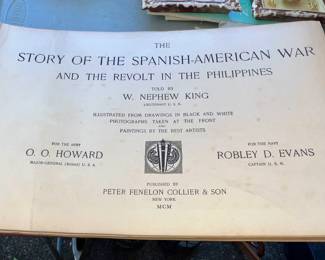 THE
STORY OF THE SPANISH-AMERICAN WAR
AND THE REVOLT IN THE PHILIPPINES
TOLD BY
W. NEPHEW KING
LIEUTENANT U. S. N.
ILLUSTRATED FROM DRAWINGS IN BLACK AND WHITE
PHOTOGRAPHS TAKEN AT THE FRONT
AND
PAINTINGS BY THE BEST ARTISTS
FOR THE ARMY
O. O. HOWARD
MAJOR-GENERAL (Retired) U. S. A.
FOR THE NAVY
ROBLEY D. EVANS
CAPTAIN U. S. N.
PUBLISHED BY
PETER FENELON COLLIER & SON
NEW YORK
MCM